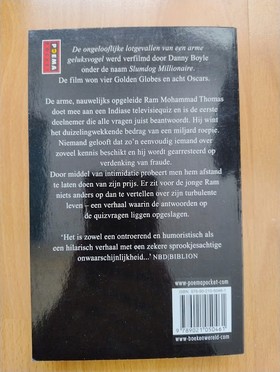 POEMA
POCKET
De ongelooflijke lotgevallen van een arme
geluksvogel werd verfilmd door Danny Boyle
onder de naam Slumdog Millionaire.
De film won vier Golden Globes en acht Oscars.
De arme, nauwelijks opgeleide Ram Mohammad Thomas
doet mee aan een Indiase televisiequiz en is de eerste
deelnemer die alle vragen juist beantwoordt. Hij wint
het duizelingwekkende bedrag van een miljard roepie.
Niemand gelooft dat zo'n eenvoudig iemand over
zoveel kennis beschikt en hij wordt gearresteerd op
verdenking van fraude.
Door middel van intimidatie probeert men hem afstand
te laten doen van zijn prijs. Er zit voor de jonge Ram
niets anders op dan te vertellen over zijn turbulente
leven – een verhaal waarin de antwoorden op
de quizvragen liggen opgeslagen.
'Het is zowel een ontroerend en humoristisch als
een hilarisch verhaal met een zekere sprookjesachtige
onwaarschijnlijkheid...' NBD|BIBLION
www.poemapocket.com
www.boekenwereld.com